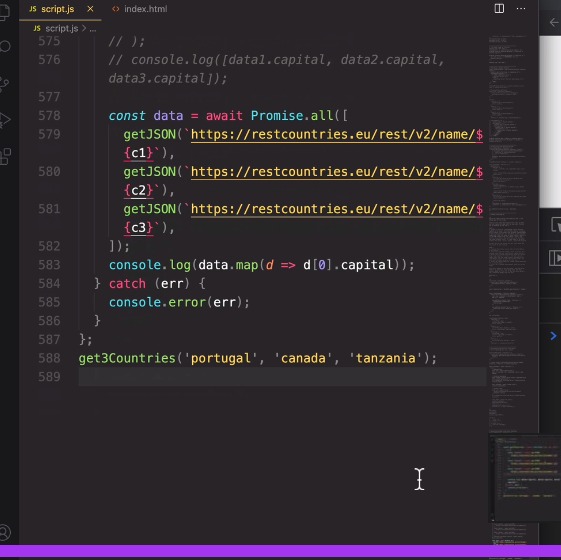 JS script.js × <> index.html ...
JS script.js > ...
575 // );
576 // console.log([data1.capital, data2.capital,
data3.capital]);
577
578 const data = await Promise.all([
579 getJSON(`https://restcountries.eu/rest/v2/name/$
{c1}`),
580 getJSON(`https://restcountries.eu/rest/v2/name/$
{c2}`),
581 getJSON(`https://restcountries.eu/rest/v2/name/$
{c3}`),
582 ]);
583 console.log(data.map(d => d[0].capital));
584 } catch (err) {
585 console.error(err);
586 }
587 };
588 get3Countries('portugal', 'canada', 'tanzania');
589